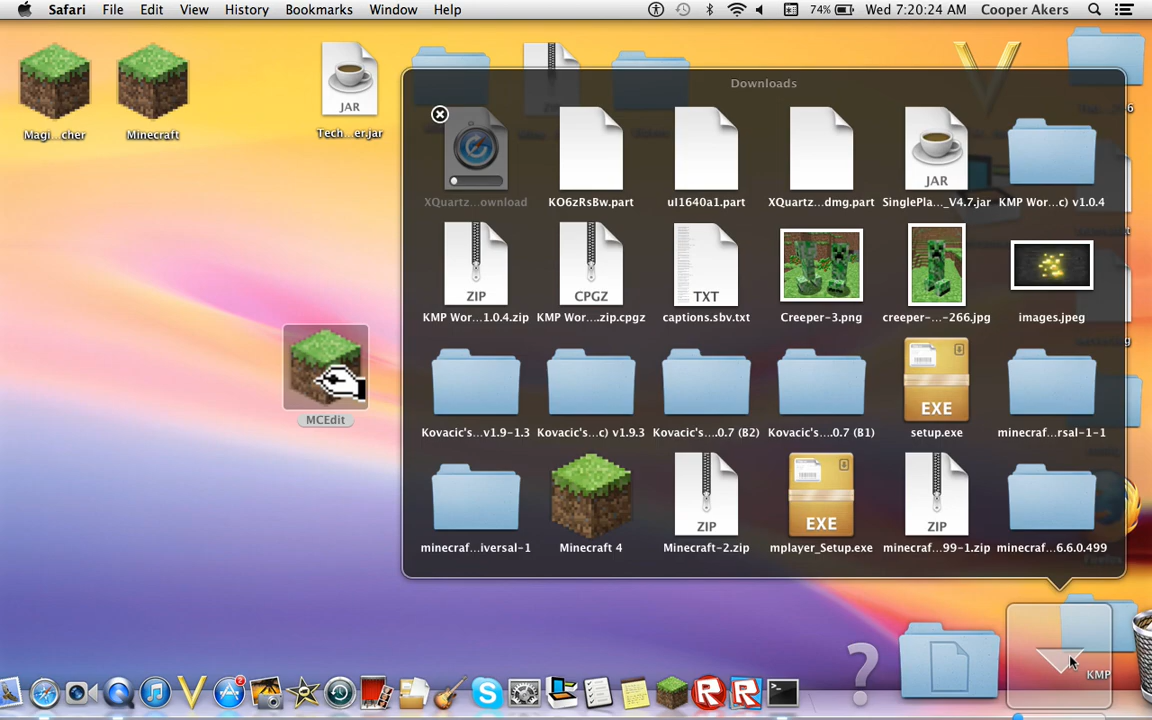 Safari File Edit View History Bookmarks Window Help 74% Wed 7:20:24 AM Cooper Akers
Magi...cher
Minecraft
JAR
Tech...er.jar
Downloads
XQuartz...ownload
KO6zRsBw.part
ul1640a1.part
XQuartz...dmg.part
JAR
SinglePla..._V4.7.jar
KMP Wor...c) v1.0.4
ZIP
KMP Wor...1.0.4.zip
CPGZ
KMP Wor....zip.cpgz
TXT
captions.sbv.txt
Creeper-3.png
creeper-...-266.jpg
images.jpeg
MCEdit
Kovacic's...v1.9-1.3
Kovacic's...c) v1.9.3
Kovacic's....0.7 (B2)
Kovacic's....0.7 (B1)
EXE
setup.exe
minecraf...rsal-1-1
minecraf...iversal-1
Minecraft 4
ZIP
Minecraft-2.zip
EXE
mplayer_Setup.exe
ZIP
minecraf...99-1.zip
minecraf...6.6.0.499
KMP